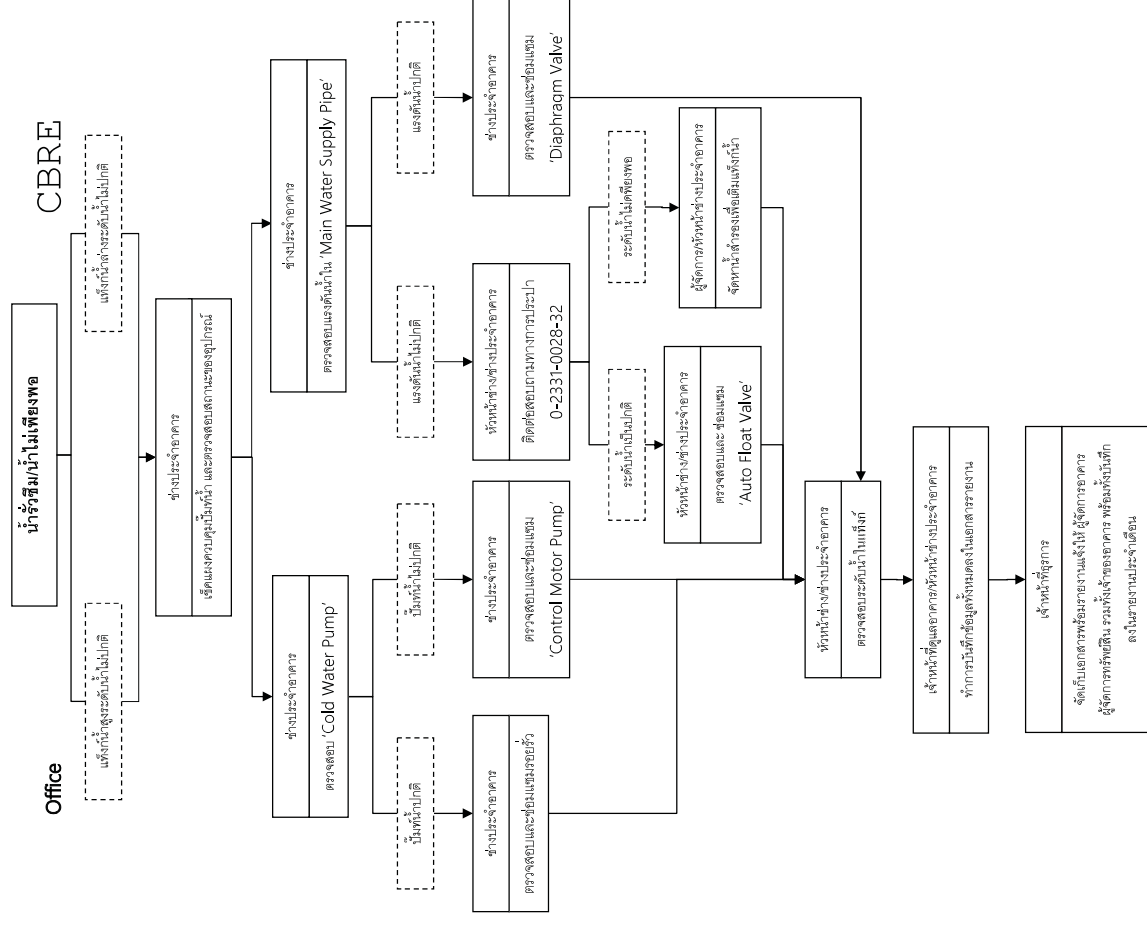 Office
CBRE
น้ำรั่วซึม/น้ำไม่เพียงพอ
แท็งก์น้ำสูงระดับน้ำไม่ปกติ
แท็งก์น้ำล่างระดับน้ำไม่ปกติ
ช่างประจำอาคาร
เช็คแผงควบคุมปั๊มท์น้ำ และตรวจสอบสถานะของอุปกรณ์
ช่างประจำอาคาร
ตรวจสอบ 'Cold Water Pump'
ช่างประจำอาคาร
ตรวจสอบแรงดันน้ำใน 'Main Water Supply Pipe'
ปั๊มท์น้ำปกติ
ปั๊มท์น้ำไม่ปกติ
แรงดันน้ำไม่ปกติ
แรงดันน้ำปกติ
ช่างประจำอาคาร
ตรวจสอบและซ่อมแซมรอยรั่ว
ช่างประจำอาคาร
ตรวจสอบและซ่อมแซม
'Control Motor Pump'
หัวหน้าช่าง/ช่างประจำอาคาร
ติดต่อสอบถามทางการประปา
0-2331-0028-32
ช่างประจำอาคาร
ตรวจสอบและซ่อมแซม
'Diaphraqm Valve'
ระดับน้ำเป็นปกติ
ระดับน้ำไม่ดีพียงพอ
หัวหน้าช่าง/ช่างประจำอาคาร
ตรวจสอบและ ซ่อมแซม
'Auto Float Valve'
ผู้จัดการ/หัวหน้าช่างประจำอาคาร
จัดหาน้ำสำรองเพื่อเติมแท็งก์น้ำ
หัวหน้าช่าง/ช่างประจำอาคาร
ตรวจสอบระดับน้ำในแท็งก์
เจ้าหน้าที่ดูแลอาคาร/หัวหน้าช่างประจำอาคาร
ทำการบันทึกข้อมูลทั้งหมดลงในเอกสารรายงาน
เจ้าหน้าที่ธุรการ
จัดเก็บเอกสารพร้อมรายงานแจ้งให้ ผู้จัดการอาคาร
ผู้จัดการทรัพย์สิน รวมทั้งเจ้าของอาคาร พร้อมทั้งบันทึก
ลงในรายงานประจำเดือน